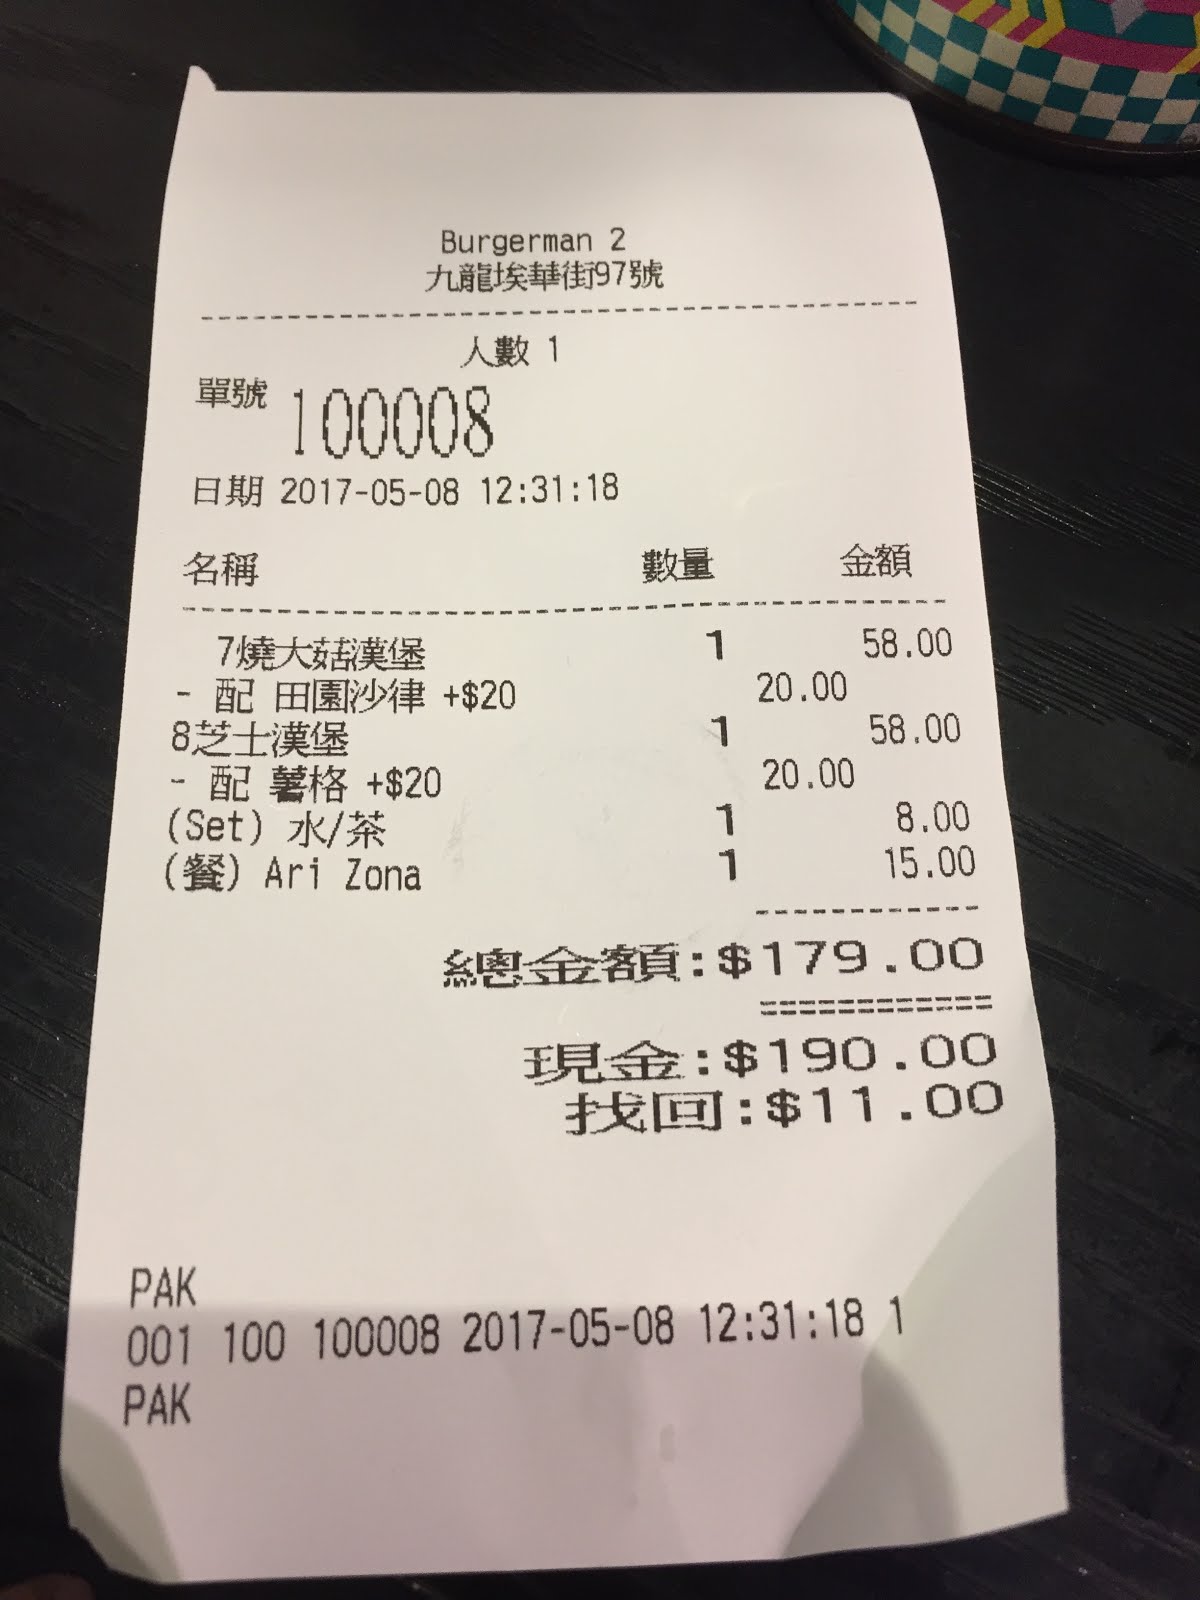 Burgerman 2
九龍埃華街97號
人數 1
單號 100008
日期 2017-05-08 12:31:18
名稱 數量 金額
7燒大菇漢堡 1 58.00
- 配 田園沙律 +$20 20.00
8芝士漢堡 1 58.00
- 配 薯格 +$20 20.00
(Set) 水/茶 1 8.00
(餐) Ari Zona 1 15.00
總金額:$179.00
現金:$190.00
找回:$11.00
PAK
001 100 100008 2017-05-08 12:31:18 1
PAK